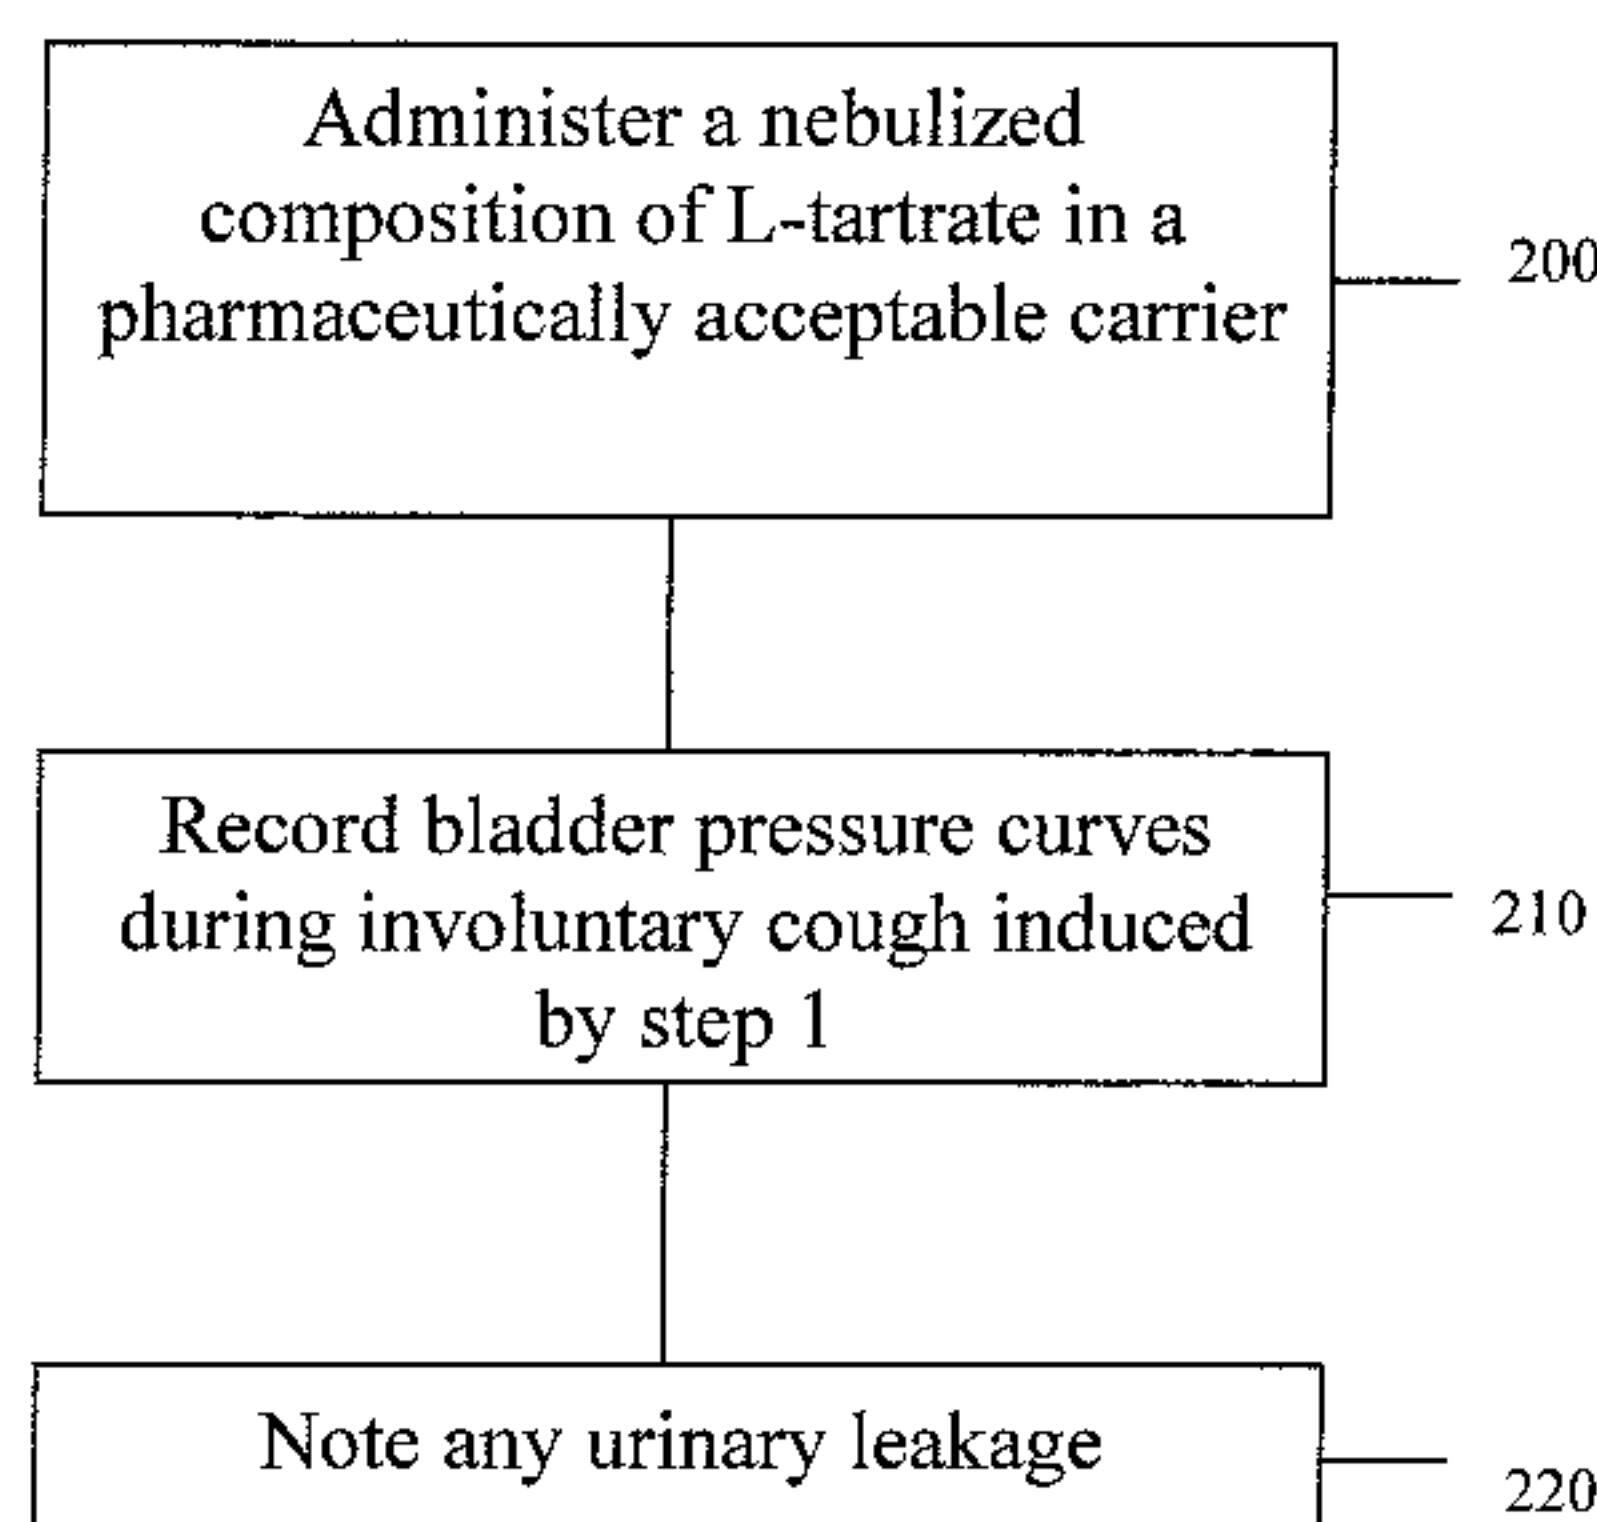 Administer a nebulized
composition of L-tartrate in a
pharmaceutically acceptable carrier
200
Record bladder pressure curves
during involuntary cough induced
by step 1
210
Note any urinary leakage
220